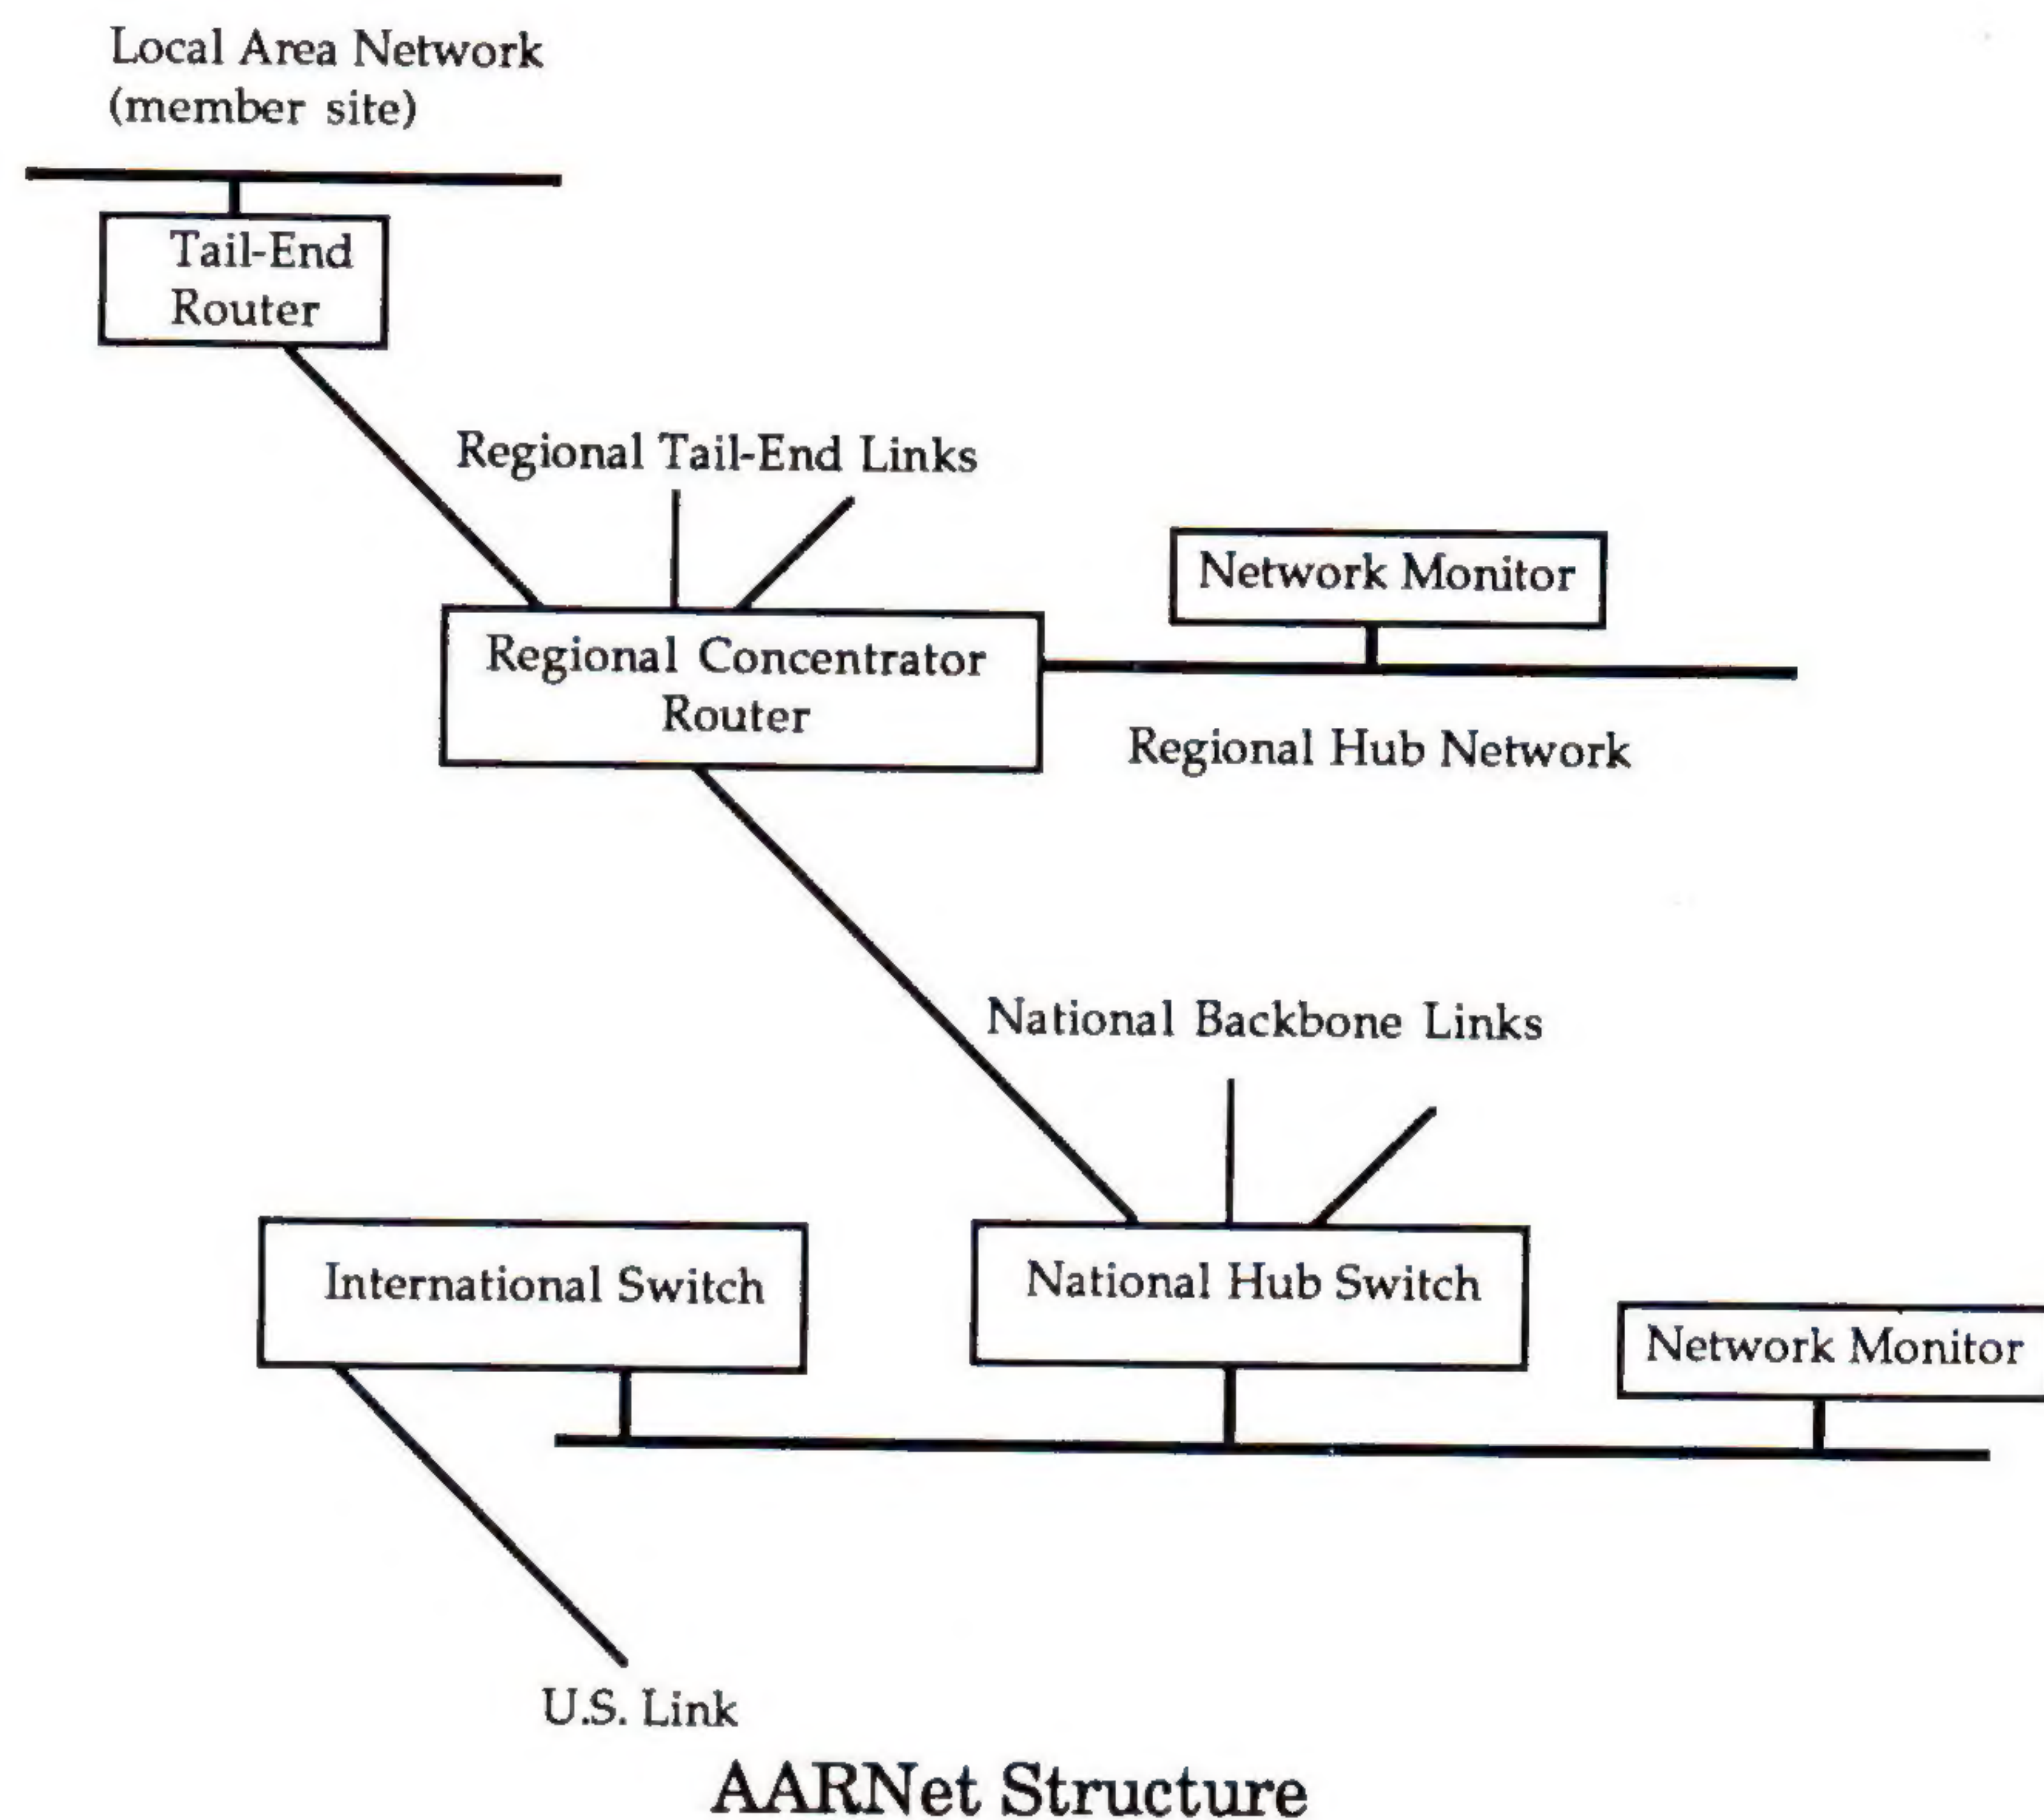 Local Area Network
(member site)
Tail-End
Router
Regional Tail-End Links
Network Monitor
Regional Concentrator
Router
Regional Hub Network
National Backbone Links
International Switch
National Hub Switch
Network Monitor
U.S. Link
AARNet Structure